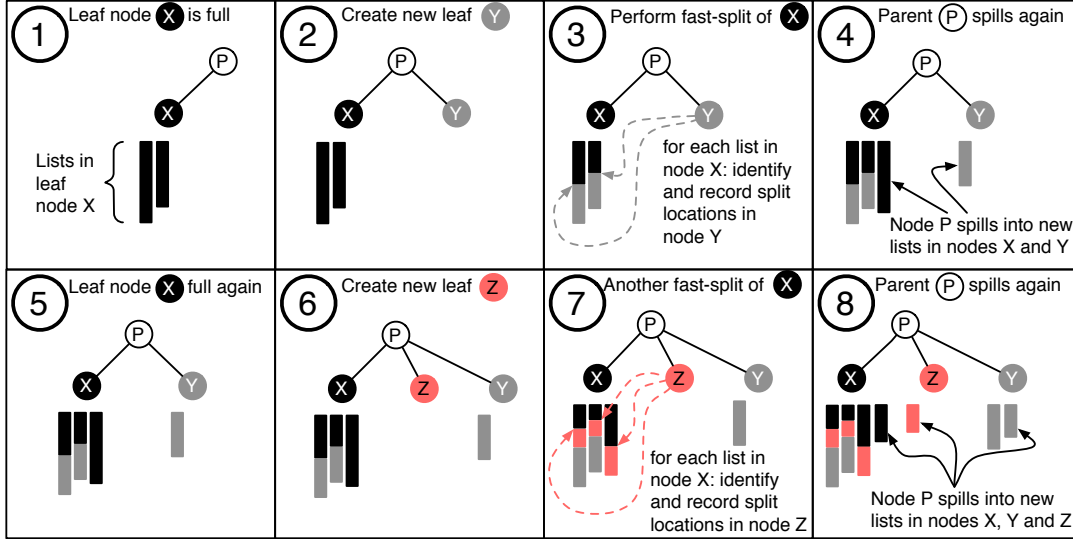 1
Leaf node X is full
P
X
Lists in
leaf
node X
2
Create new leaf Y
P
X
Y
3
Perform fast-split of X
P
X
Y
for each list in
node X: identify
and record split
locations in
node Y
4
Parent P spills again
P
X
Y
Node P spills into new
lists in nodes X and Y
5
Leaf node X full again
P
X
Y
6
Create new leaf Z
P
X
Z
Y
7
Another fast-split of X
P
X
Z
Y
for each list in
node X: identify
and record split
locations in node Z
8
Parent P spills again
P
X
Z
Y
Node P spills into new
lists in nodes X, Y and Z